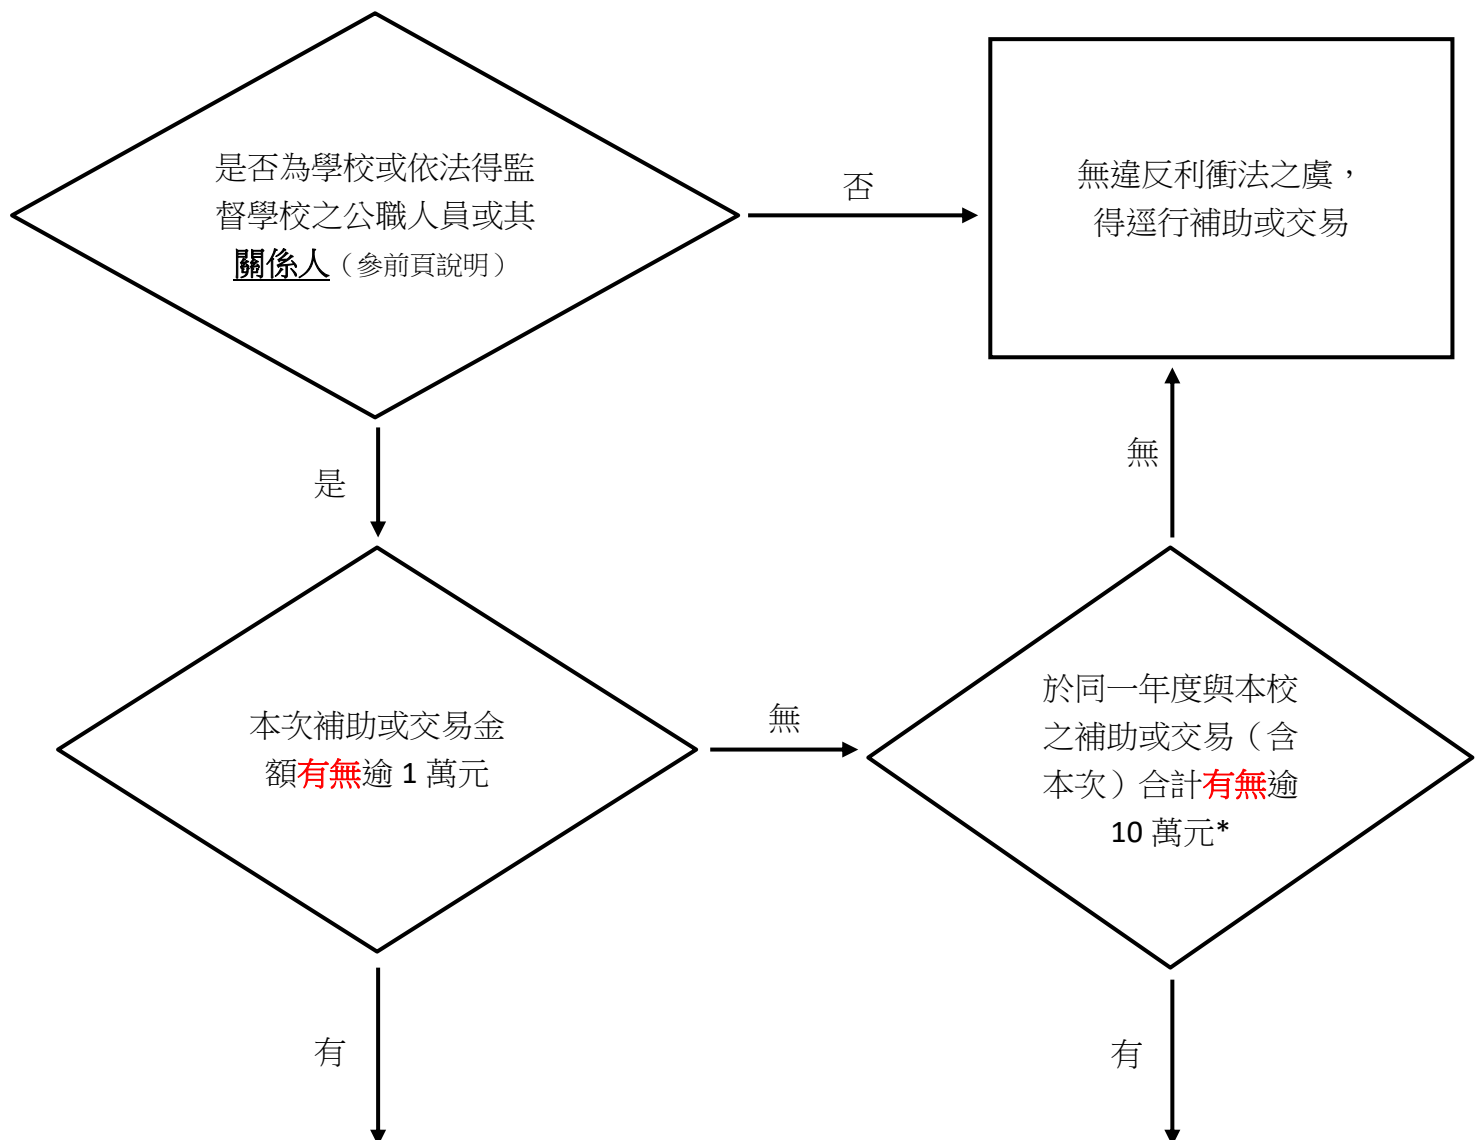 是否為學校或依法得監
督學校之公職人員或其
關係人（參前頁說明）
否
無違反利衝法之虞，
得逕行補助或交易
是
無
本次補助或交易金
額有無逾 1 萬元
無
於同一年度與本校
之補助或交易（含
本次）合計有無逾
10 萬元*
有
有